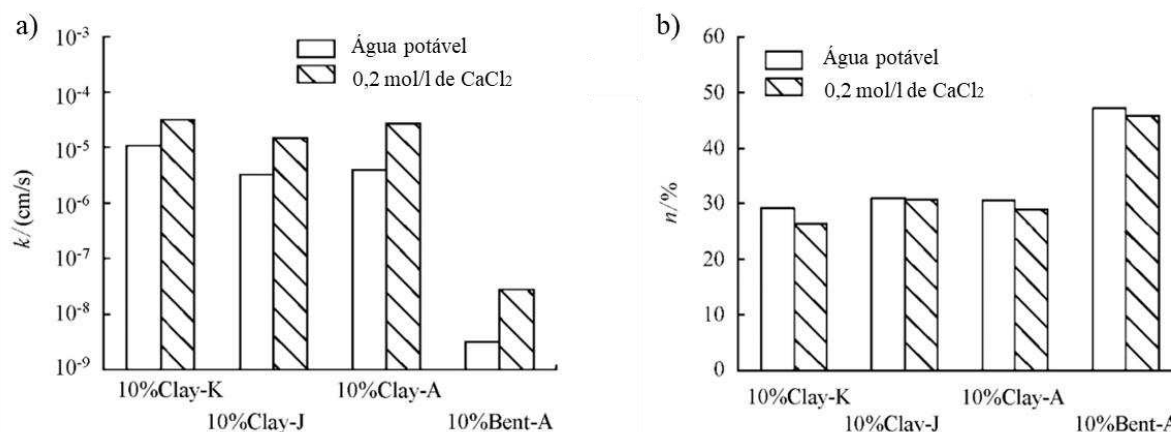 a)
10⁻³
10⁻⁴
10⁻⁵
10⁻⁶
10⁻⁷
10⁻⁸
10⁻⁹
k/(cm/s)
Água potável
0,2 mol/l de CaCl₂
10%Clay-K
10%Clay-J
10%Clay-A
10%Bent-A
b)
60
50
40
30
20
10
0
n/%
Água potável
0,2 mol/l de CaCl₂
10%Clay-K
10%Clay-J
10%Clay-A
10%Bent-A